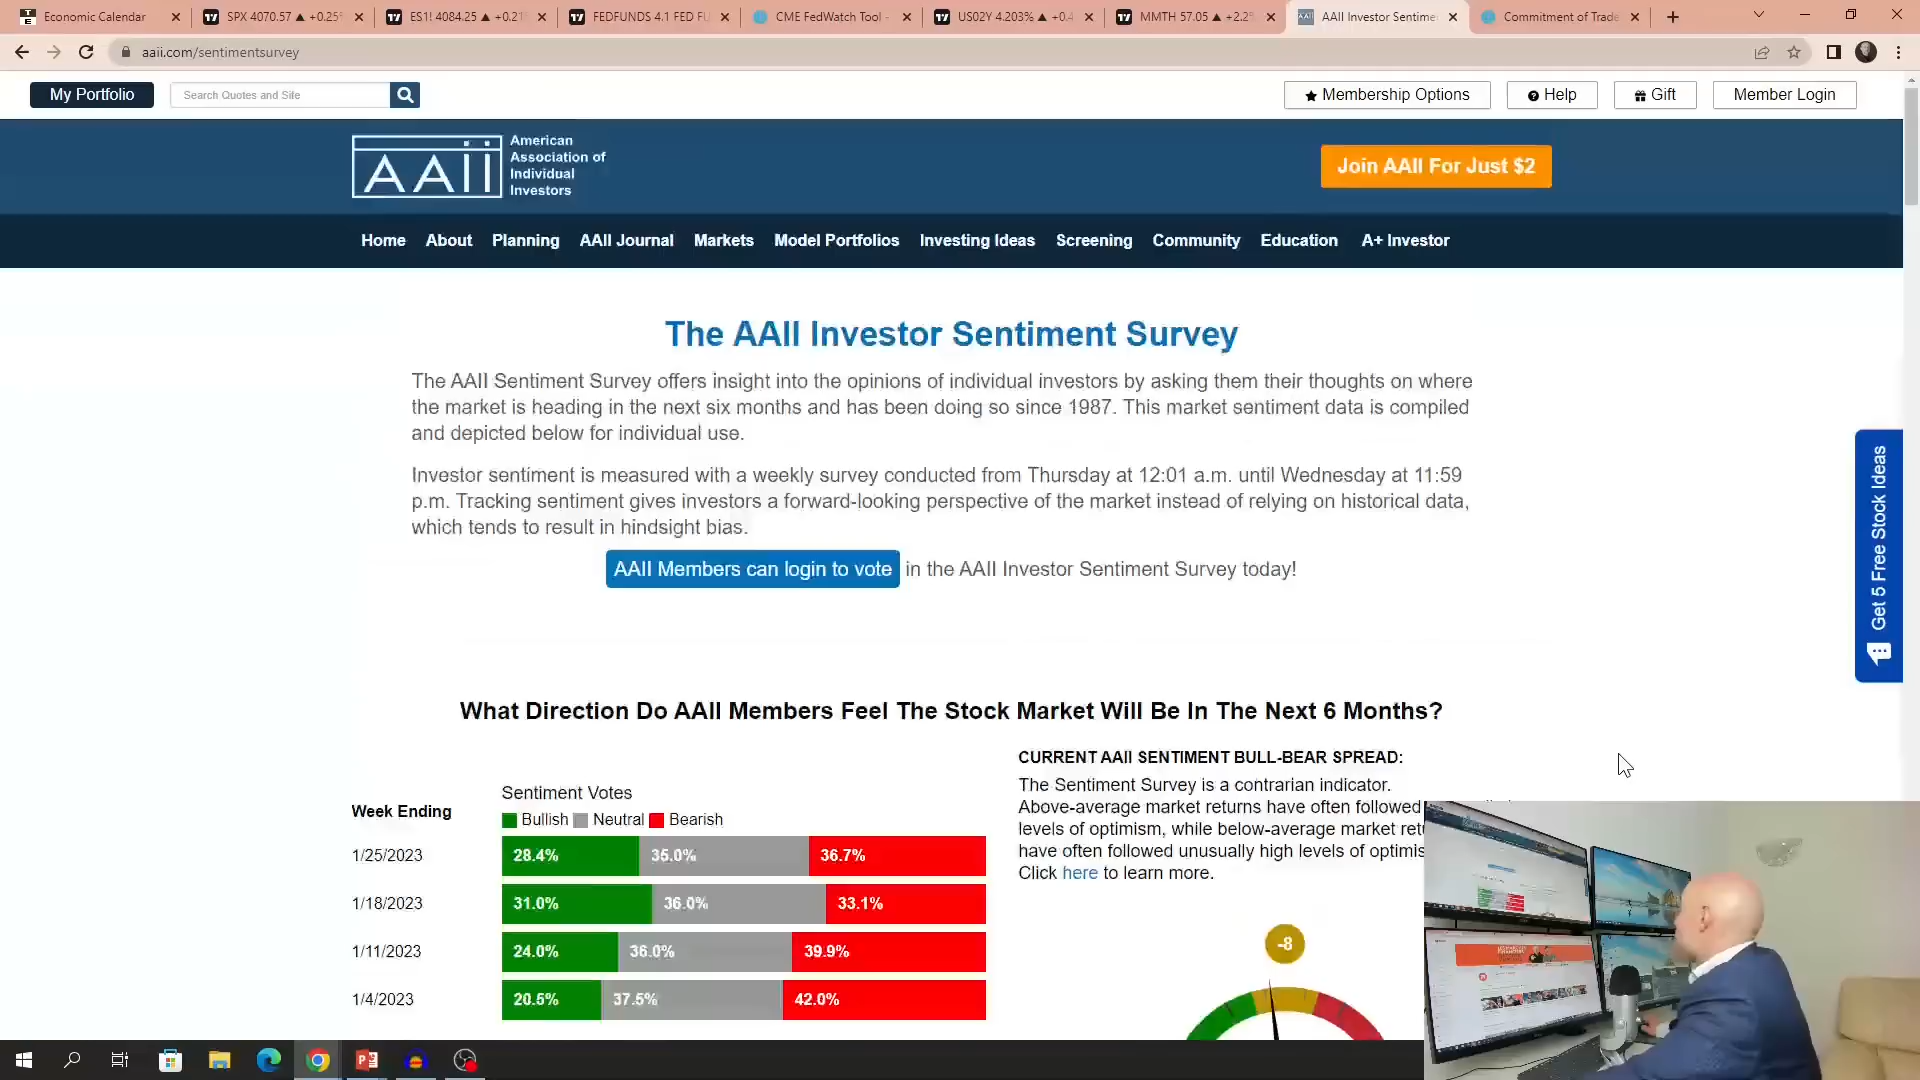 Economic Calendar
SPX 4070.57 ▲ +0.25
ES1! 4084.25 ▲ +0.21
FEDFUNDS 4.1 FED FU
CME FedWatch Tool -
US02Y 4.203% ▲ +0.4
MMTH 57.05 ▲ +2.2
AAII Investor Sentime
Commitment of Trade
aaii.com/sentimentsurvey
My Portfolio
Search Quotes and Site
Membership Options
Help
Gift
Member Login
AAII
American
Association of
Individual
Investors
Join AAII For Just $2
Home About Planning AAII Journal Markets Model Portfolios Investing Ideas Screening Community Education A+ Investor
The AAII Investor Sentiment Survey
The AAII Sentiment Survey offers insight into the opinions of individual investors by asking them their thoughts on where
the market is heading in the next six months and has been doing so since 1987. This market sentiment data is compiled
and depicted below for individual use.
Investor sentiment is measured with a weekly survey conducted from Thursday at 12:01 a.m. until Wednesday at 11:59
p.m. Tracking sentiment gives investors a forward-looking perspective of the market instead of relying on historical data,
which tends to result in hindsight bias.
AAII Members can login to vote in the AAII Investor Sentiment Survey today!
Get 5 Free Stock Ideas
What Direction Do AAII Members Feel The Stock Market Will Be In The Next 6 Months?
Week Ending
Sentiment Votes
Bullish Neutral Bearish
1/25/2023 28.4% 35.0% 36.7%
1/18/2023 31.0% 36.0% 33.1%
1/11/2023 24.0% 36.0% 39.9%
1/4/2023 20.5% 37.5% 42.0%
CURRENT AAII SENTIMENT BULL-BEAR SPREAD:
The Sentiment Survey is a contrarian indicator.
Above-average market returns have often followed
levels of optimism, while below-average market retu
have often followed unusually high levels of optimis
Click here to learn more.
-8